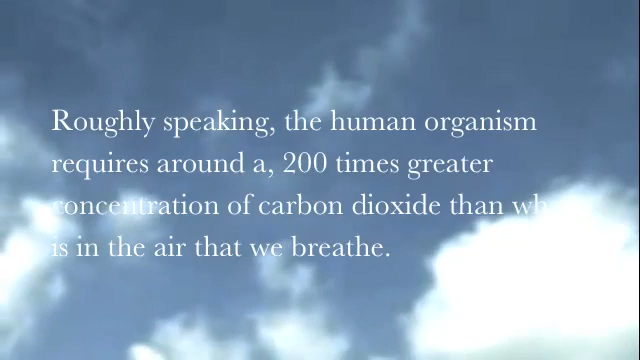 Roughly speaking, the human organism
requires around a, 200 times greater
concentration of carbon dioxide than
is in the air that we breathe.